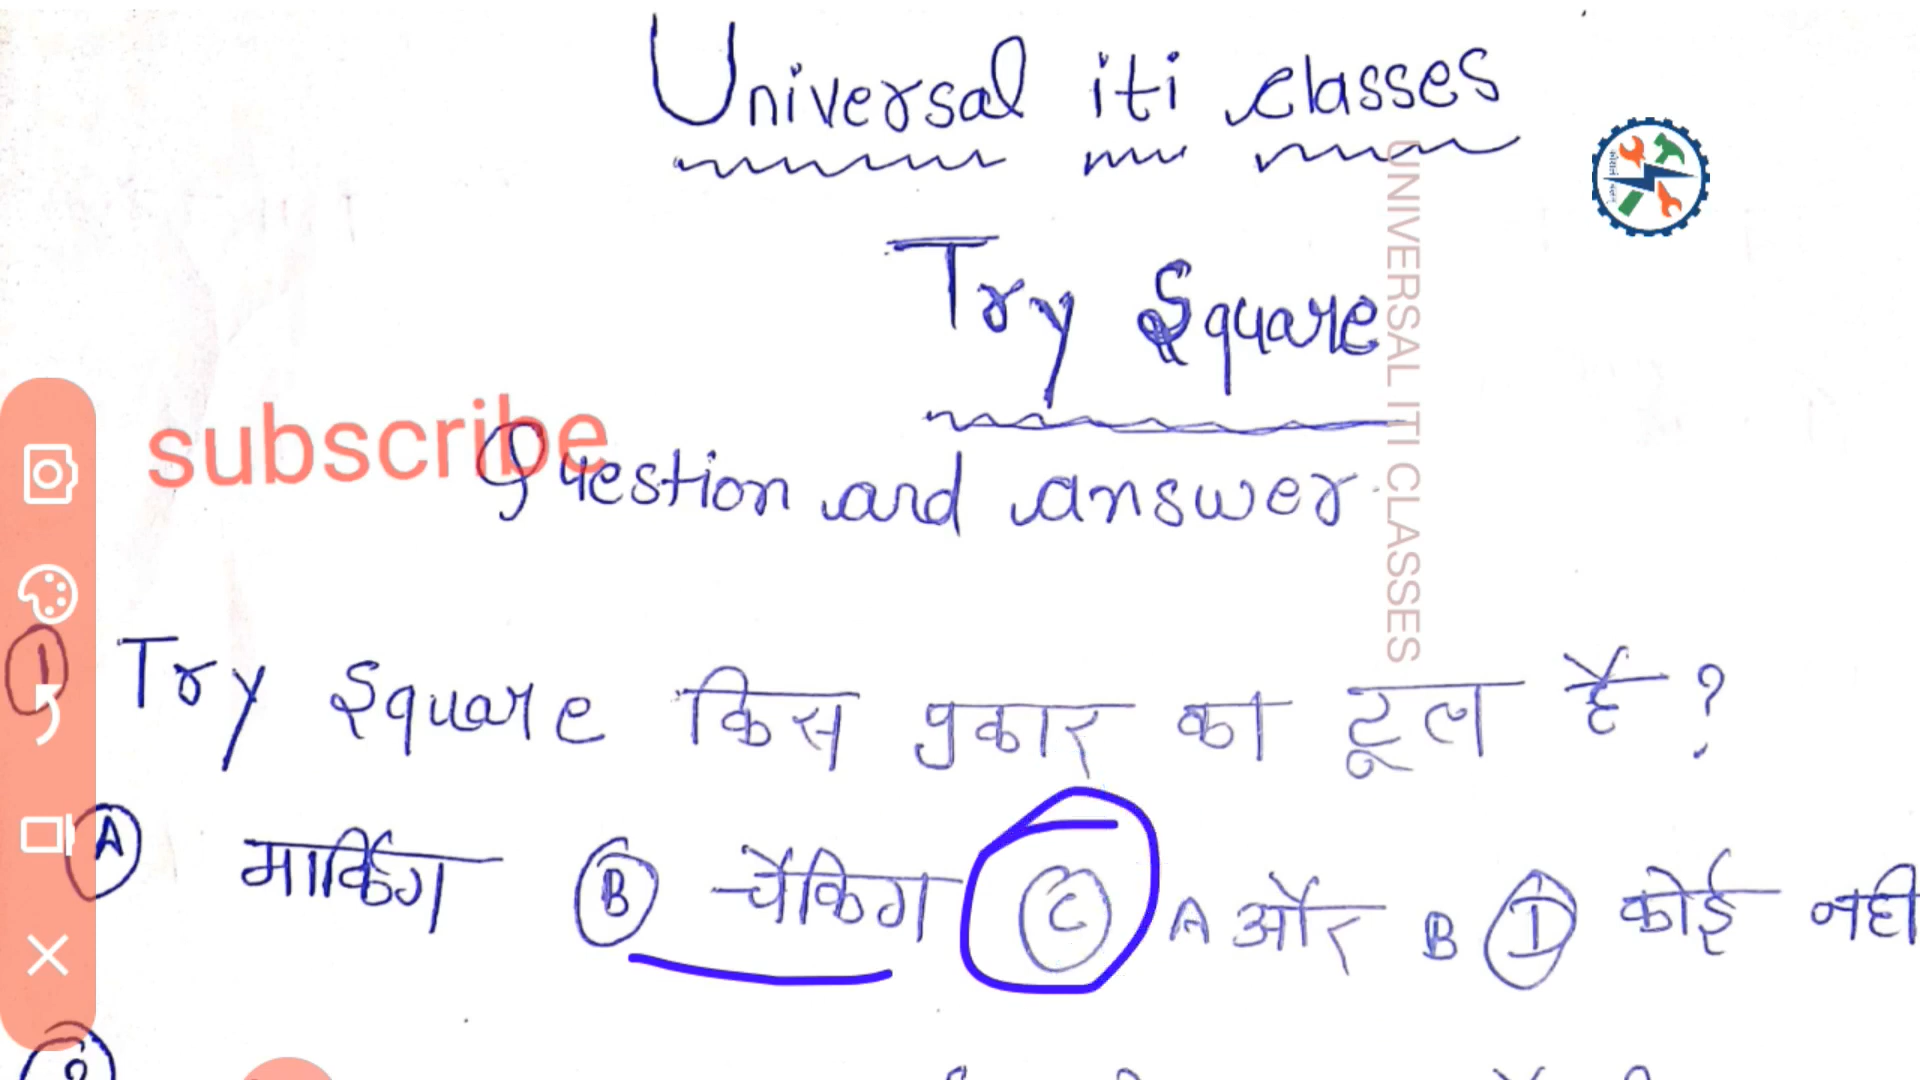 Universal iti classes
Try Square
subscribe
Question and answer
UNIVERSAL ITI CLASSES
① Try Square किस प्रकार का टूल है ?
Ⓐ मार्किंग Ⓑ चैकिंग Ⓒ A और B Ⓓ कोई नही